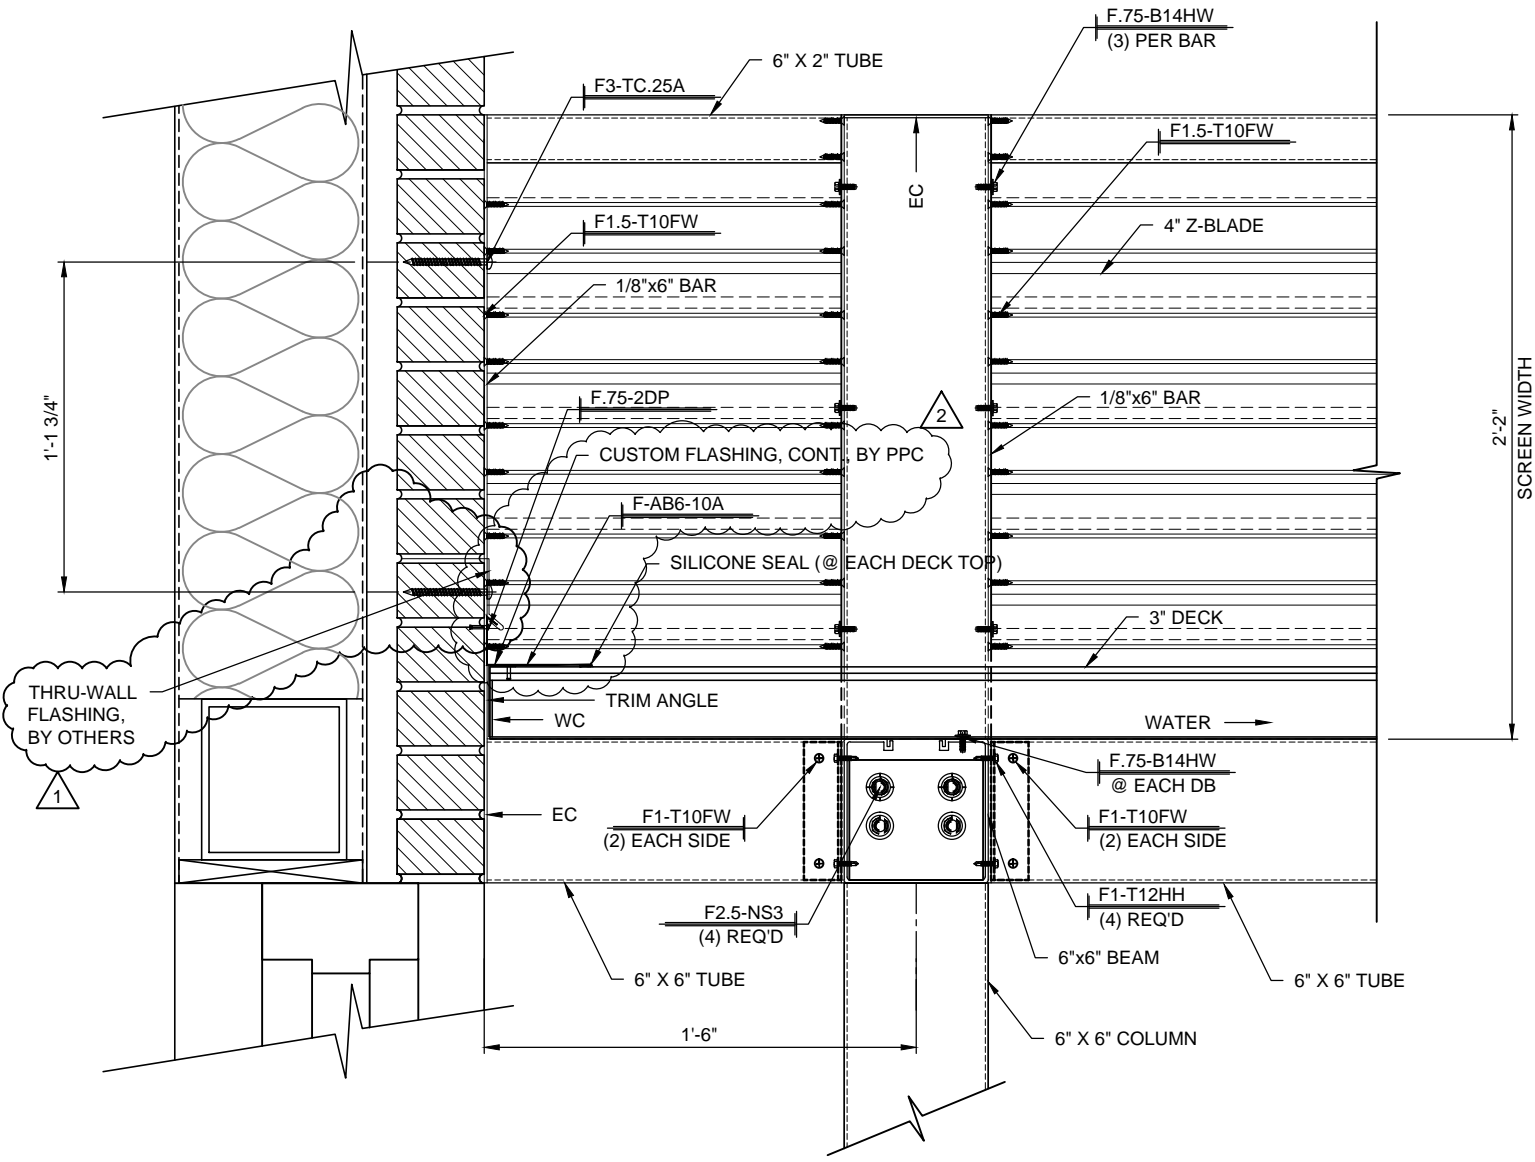 F.75-B14HW
(3) PER BAR
6" X 2" TUBE
F3-TC.25A
F1.5-T10FW
EC
F1.5-T10FW
4" Z-BLADE
1/8"x6" BAR
1'-1 3/4"
F.75-2DP
2
1/8"x6" BAR
2'-2"
SCREEN WIDTH
CUSTOM FLASHING, CONT., BY PPC
F-AB6-10A
SILICONE SEAL (@ EACH DECK TOP)
3" DECK
THRU-WALL
FLASHING,
BY OTHERS
1
TRIM ANGLE
WC
WATER
F.75-B14HW
@ EACH DB
EC
F1-T10FW
(2) EACH SIDE
F1-T10FW
(2) EACH SIDE
F2.5-NS3
(4) REQ'D
F1-T12HH
(4) REQ'D
6"x6" BEAM
6" X 6" TUBE
6" X 6" TUBE
1'-6"
6" X 6" COLUMN